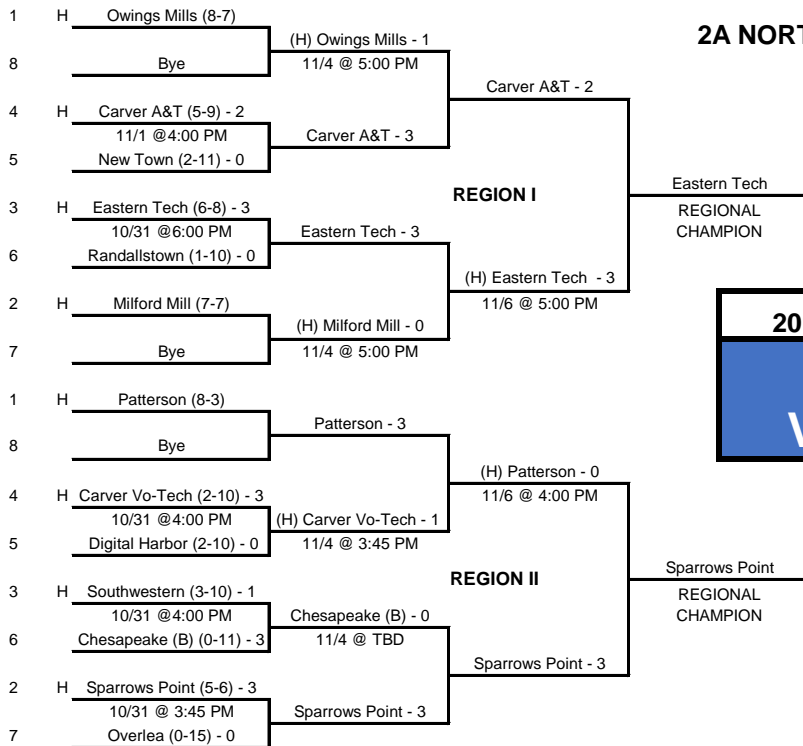 2A NORT
1 H Owings Mills (8-7)
(H) Owings Mills - 1
8 Bye
11/4 @ 5:00 PM
Carver A&T - 2
4 H Carver A&T (5-9) - 2
11/1 @4:00 PM
Carver A&T - 3
5 New Town (2-11) - 0
REGION I
Eastern Tech
REGIONAL
CHAMPION
3 H Eastern Tech (6-8) - 3
10/31 @6:00 PM
Eastern Tech - 3
6 Randallstown (1-10) - 0
(H) Eastern Tech - 3
11/6 @ 5:00 PM
2 H Milford Mill (7-7)
(H) Milford Mill - 0
7 Bye
11/4 @ 5:00 PM
20
V
1 H Patterson (8-3)
Patterson - 3
8 Bye
(H) Patterson - 0
11/6 @ 4:00 PM
4 H Carver Vo-Tech (2-10) - 3
10/31 @4:00 PM
(H) Carver Vo-Tech - 1
5 Digital Harbor (2-10) - 0
11/4 @ 3:45 PM
REGION II
Sparrows Point
REGIONAL
CHAMPION
3 H Southwestern (3-10) - 1
10/31 @4:00 PM
Chesapeake (B) - 0
6 Chesapeake (B) (0-11) - 3
11/4 @ TBD
Sparrows Point - 3
2 H Sparrows Point (5-6) - 3
10/31 @ 3:45 PM
Sparrows Point - 3
7 Overlea (0-15) - 0